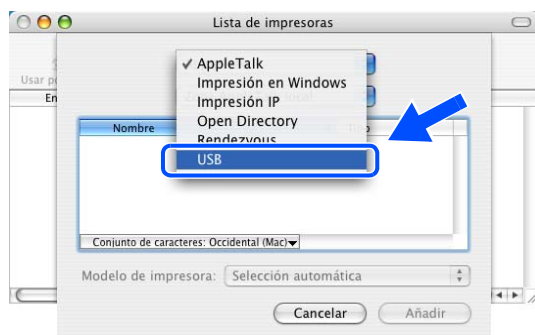 Lista de impresoras
AppleTalk
Impresión en Windows
Impresión IP
Open Directory
Rendezvous
USB
Usar
En
Nombre
Conjunto de caracteres: Occidental (Mac)
Modelo de impresora: Selección automática
Cancelar Añadir